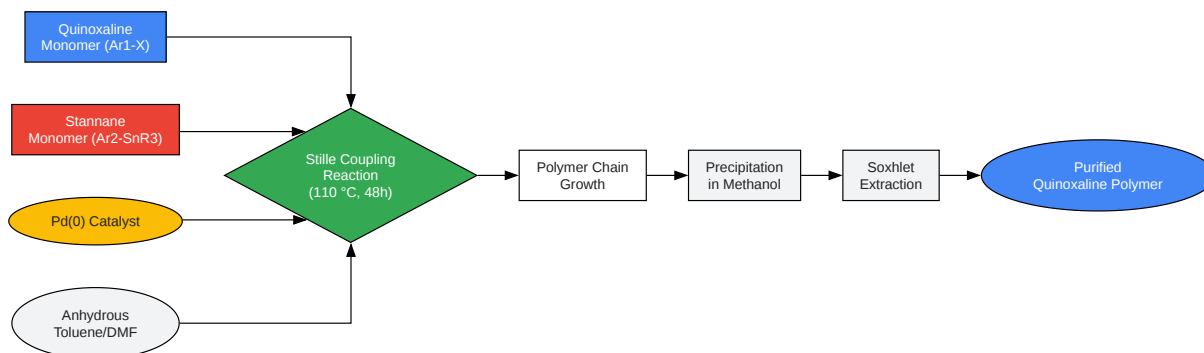 Quinoxaline
Monomer (Ar1-X)
Stannane
Monomer (Ar2-SnR3)
Pd(0) Catalyst
Anhydrous
Toluene/DMF
Stille Coupling
Reaction
(110 °C, 48h)
Polymer Chain
Growth
Precipitation
in Methanol
Soxhlet
Extraction
Purified
Quinoxaline Polymer